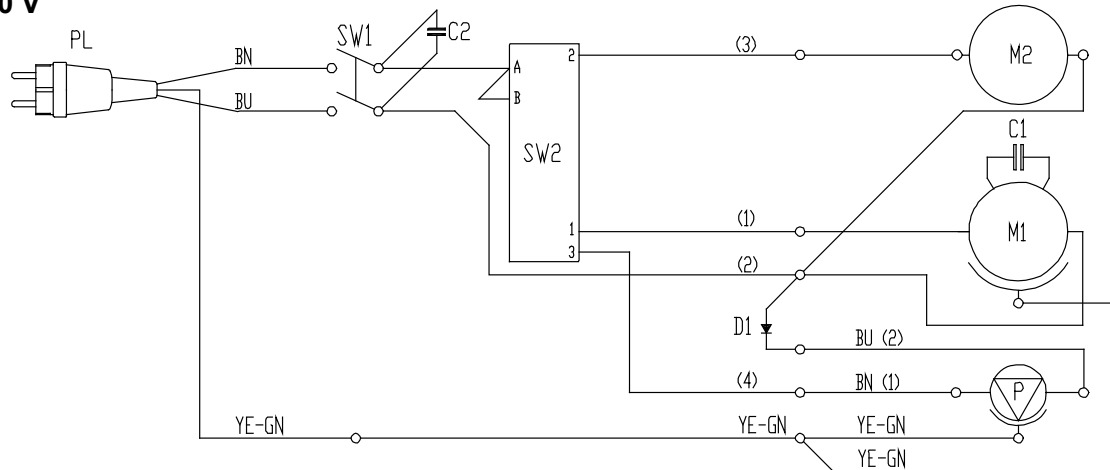 0 V
PL
BN
BU
SW1
C2
A
B
2
SW2
1
3
(3)
M2
C1
(1)
M1
(2)
D1
BU (2)
(4)
BN (1)
P
YE-GN
YE-GN
YE-GN
YE-GN